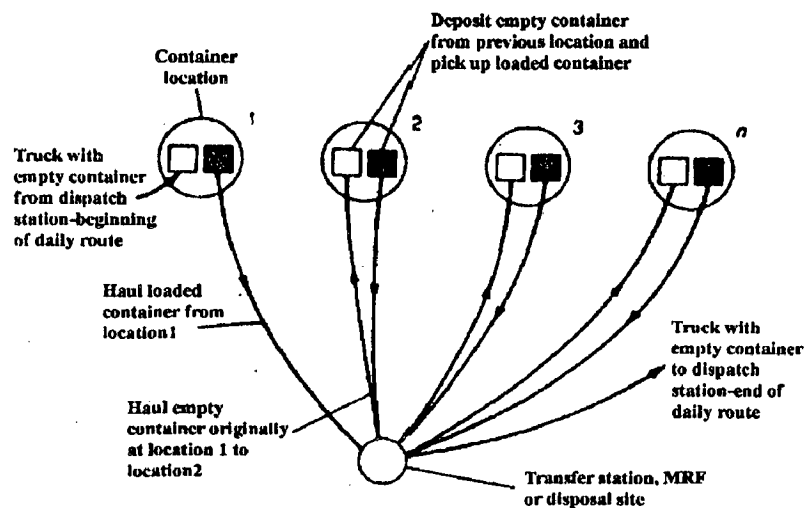 Deposit empty container
from previous location and
pick up loaded container
Container
location
1
2
3
n
Truck with
empty container
from dispatch
station-beginning
of daily route
Haul loaded
container from
location1
Truck with
empty container
to dispatch
station-end of
daily route
Haul empty
container originally
at location 1 to
location2
Transfer station, MRF
or disposal site